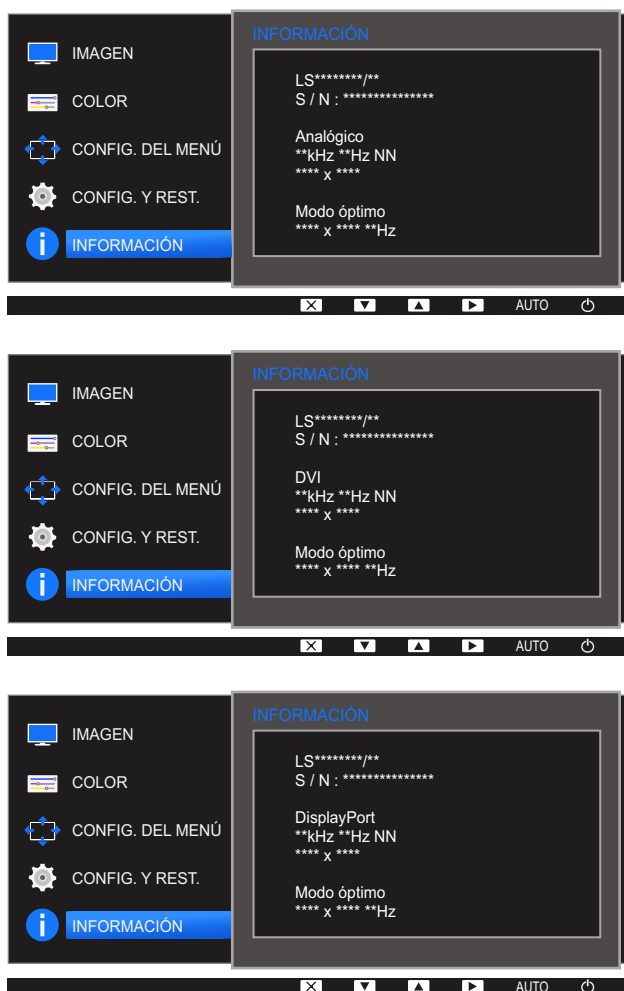 INFORMACIÓN
IMAGEN
COLOR
CONFIG. DEL MENÚ
CONFIG. Y REST.
INFORMACIÓN
LS********/**
S / N : ***************
Analógico
**kHz **Hz NN
**** x ****
Modo óptimo
**** x **** **Hz
AUTO
INFORMACIÓN
IMAGEN
COLOR
CONFIG. DEL MENÚ
CONFIG. Y REST.
INFORMACIÓN
LS********/**
S / N : ***************
DVI
**kHz **Hz NN
**** x ****
Modo óptimo
**** x **** **Hz
AUTO
INFORMACIÓN
IMAGEN
COLOR
CONFIG. DEL MENÚ
CONFIG. Y REST.
INFORMACIÓN
LS********/**
S / N : ***************
DisplayPort
**kHz **Hz NN
**** x ****
Modo óptimo
**** x **** **Hz
AUTO